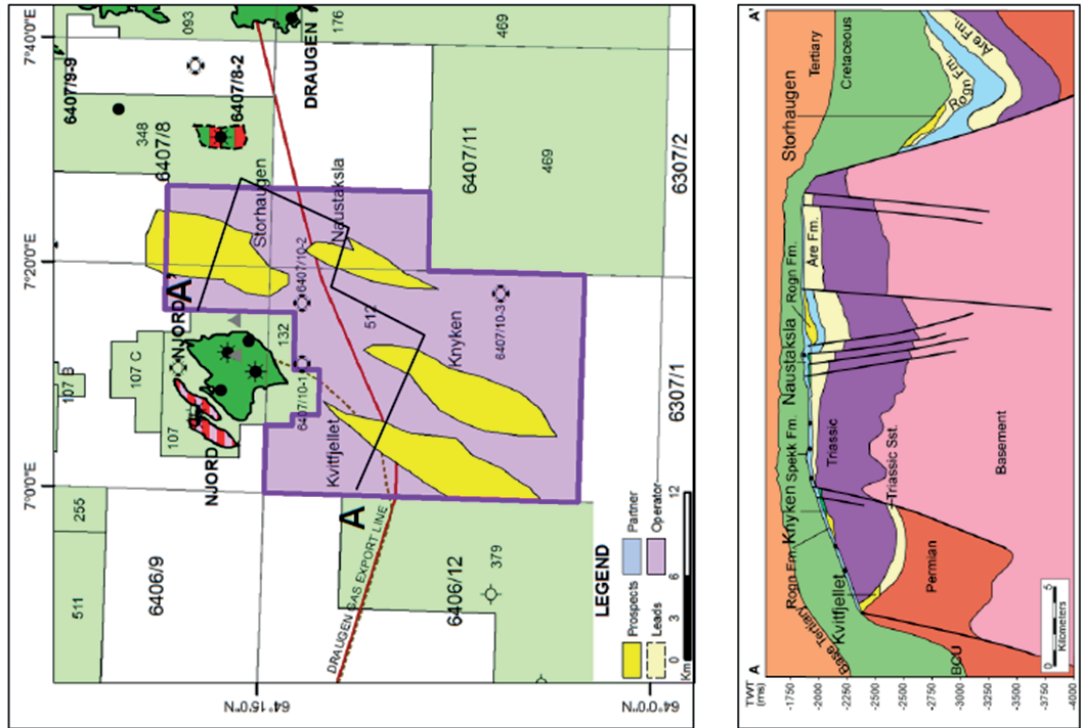 7°0'0"E
7°20'0"E
7°40'0"E
64°15'0"N
64°0'0"N
511
255
107 B
107 C
107
132
348
093
176
469
6407/9-9
6407/8
6407/8-2
DRAUGEN
NJORD
NJORD
A'
A
Storhaugen
Naustaksla
Knyken
Kvitfjellet
6407/10-1
6407/10-2
6407/10-3
512
6407/11
469
6307/1
6307/2
6406/9
6406/12
379
DRAUGEN GAS EXPORT LINE
LEGEND
Prospects
Partner
Leads
Operator
0 3 6 12
Km
A
A'
TWT
(ms)
-1750
-2000
-2250
-2500
-2750
-3000
-3250
-3500
-3750
-4000
Base Tertiary
BCU
Kvitfjellet
Rogn Fm.
Knyken
Spekk Fm.
Naustaksla
Rogn Fm.
Åre Fm.
Storhaugen
Tertiary
Cretaceous
Rogn Fm.
Åre Fm.
Triassic
Triassic Sst.
Permian
Basement
0 5
Kilometers